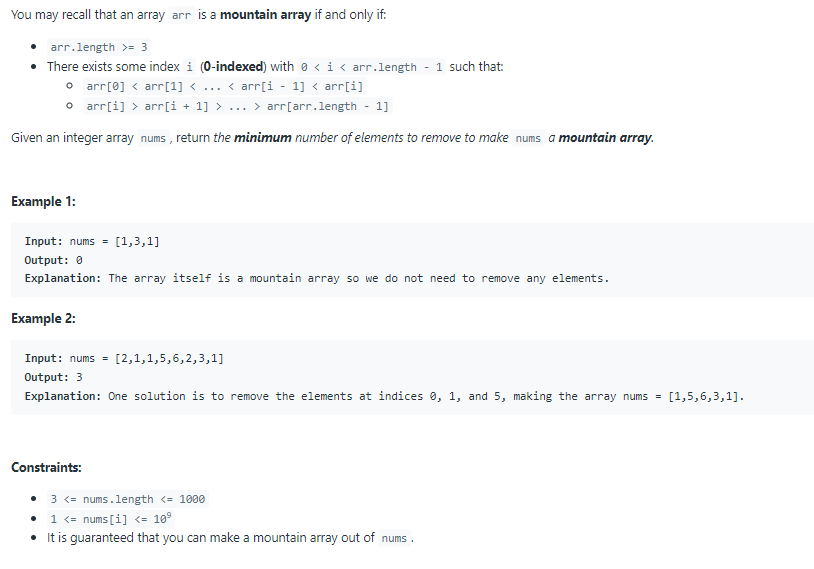 You may recall that an array arr is a mountain array if and only if:
• arr.length >= 3
• There exists some index i (0-indexed) with 0 < i < arr.length - 1 such that:
○ arr[0] < arr[1] < ... < arr[i - 1] < arr[i]
○ arr[i] > arr[i + 1] > ... > arr[arr.length - 1]
Given an integer array nums, return the minimum number of elements to remove to make nums a mountain array.
Example 1:
Input: nums = [1,3,1]
Output: 0
Explanation: The array itself is a mountain array so we do not need to remove any elements.
Example 2:
Input: nums = [2,1,1,5,6,2,3,1]
Output: 3
Explanation: One solution is to remove the elements at indices 0, 1, and 5, making the array nums = [1,5,6,3,1].
Constraints:
• 3 <= nums.length <= 1000
• 1 <= nums[i] <= 10⁹
• It is guaranteed that you can make a mountain array out of nums.